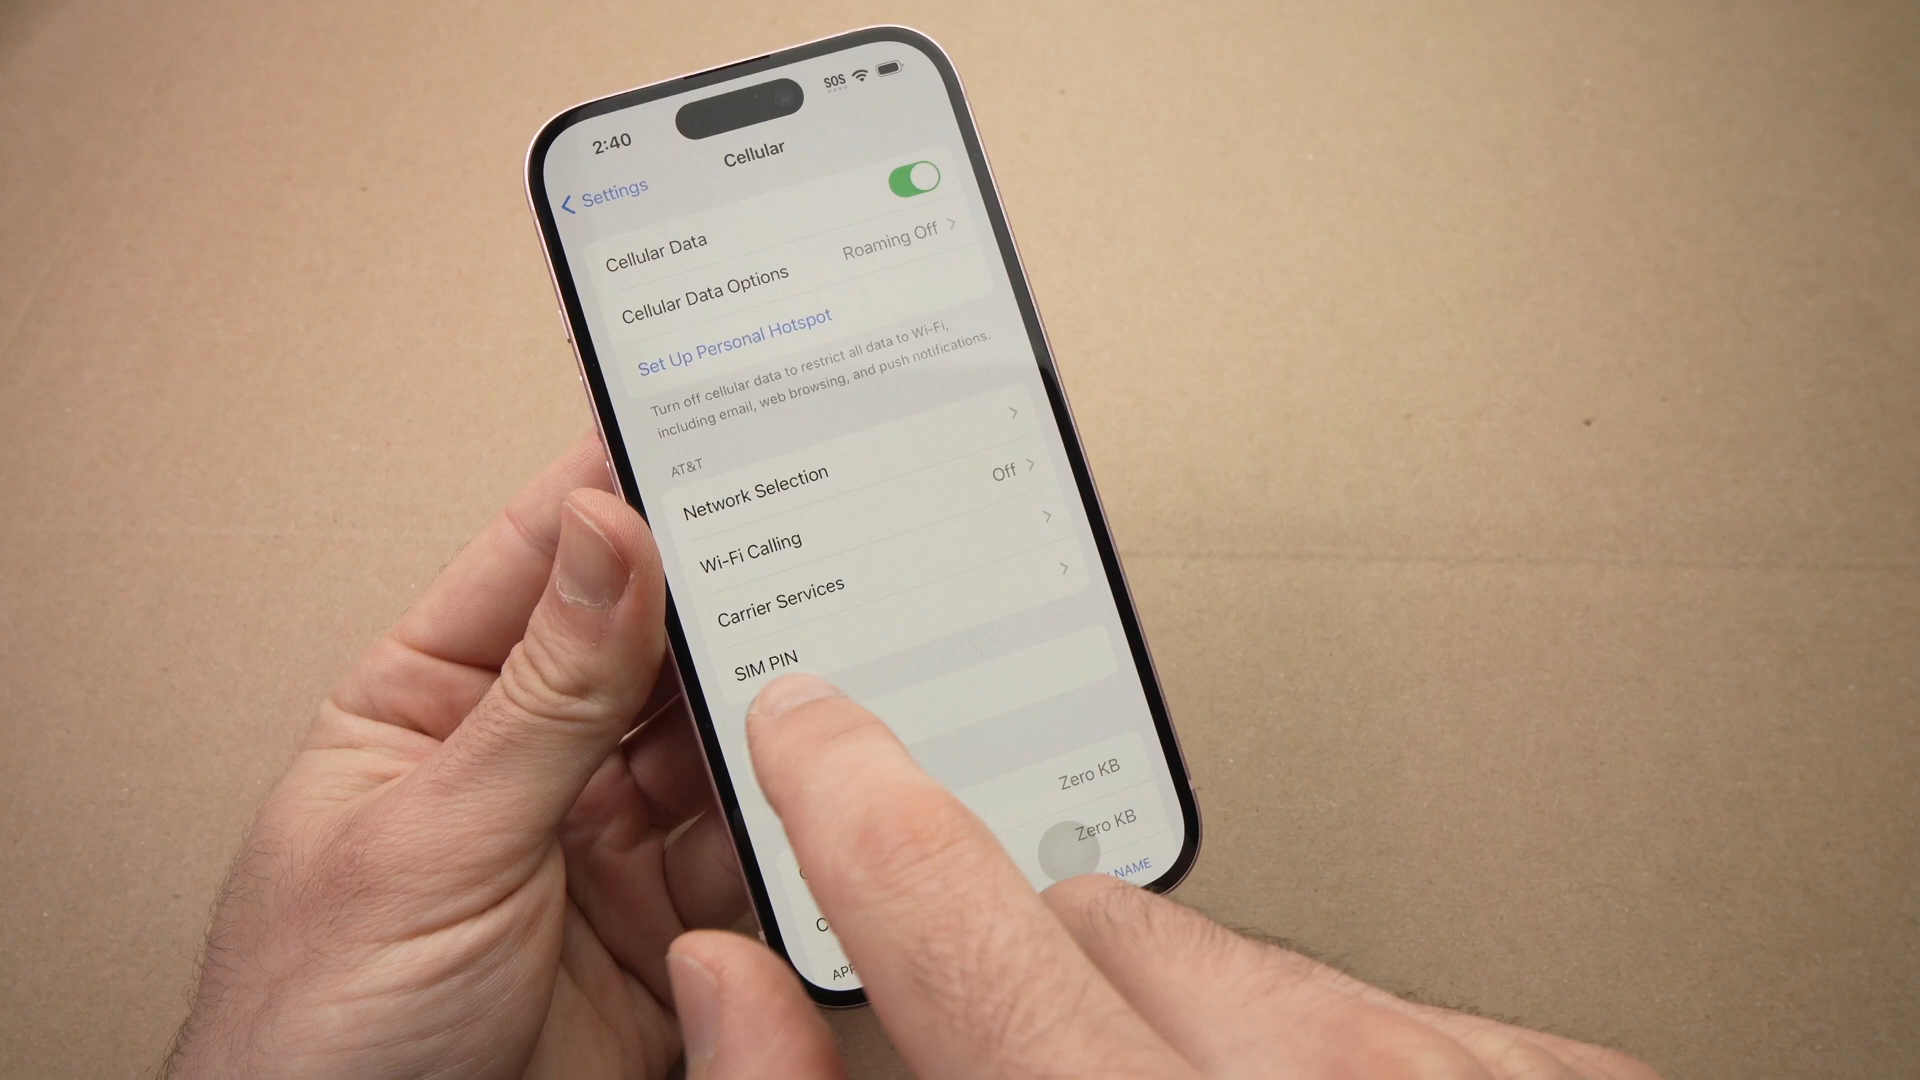 2:40
SOS
Settings
Cellular
Cellular Data
Cellular Data Options
Roaming Off
Set Up Personal Hotspot
Turn off cellular data to restrict all data to Wi-Fi,
including email, web browsing, and push notifications.
AT&T
Network Selection
Wi-Fi Calling
Off
Carrier Services
SIM PIN
Zero KB
Zero KB
NAME